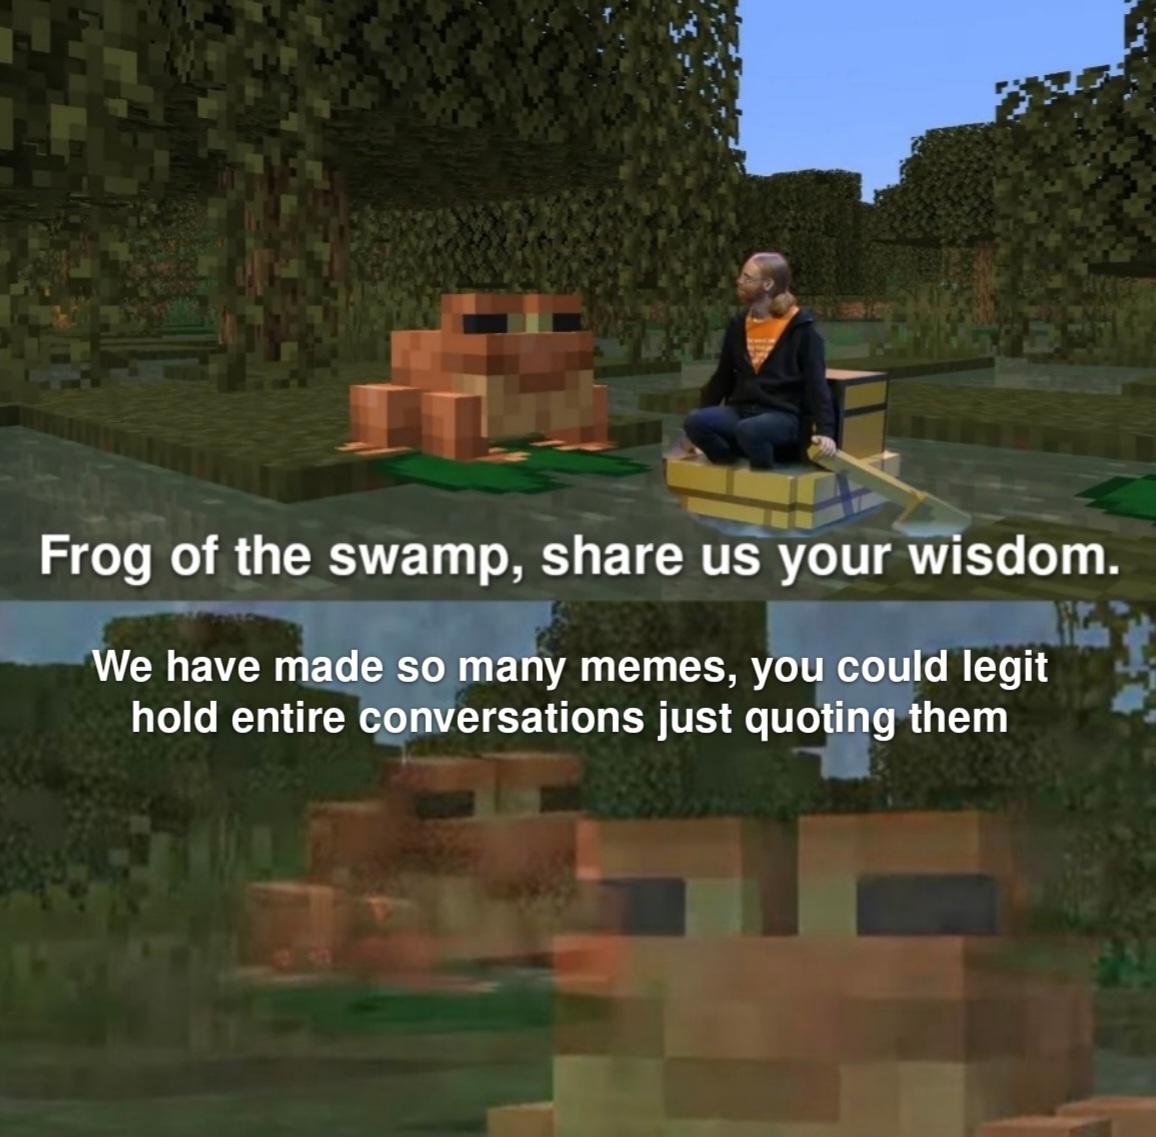 Frog of the swamp, share us your wisdom.
We have made so many memes, you could legit
hold entire conversations just quoting them